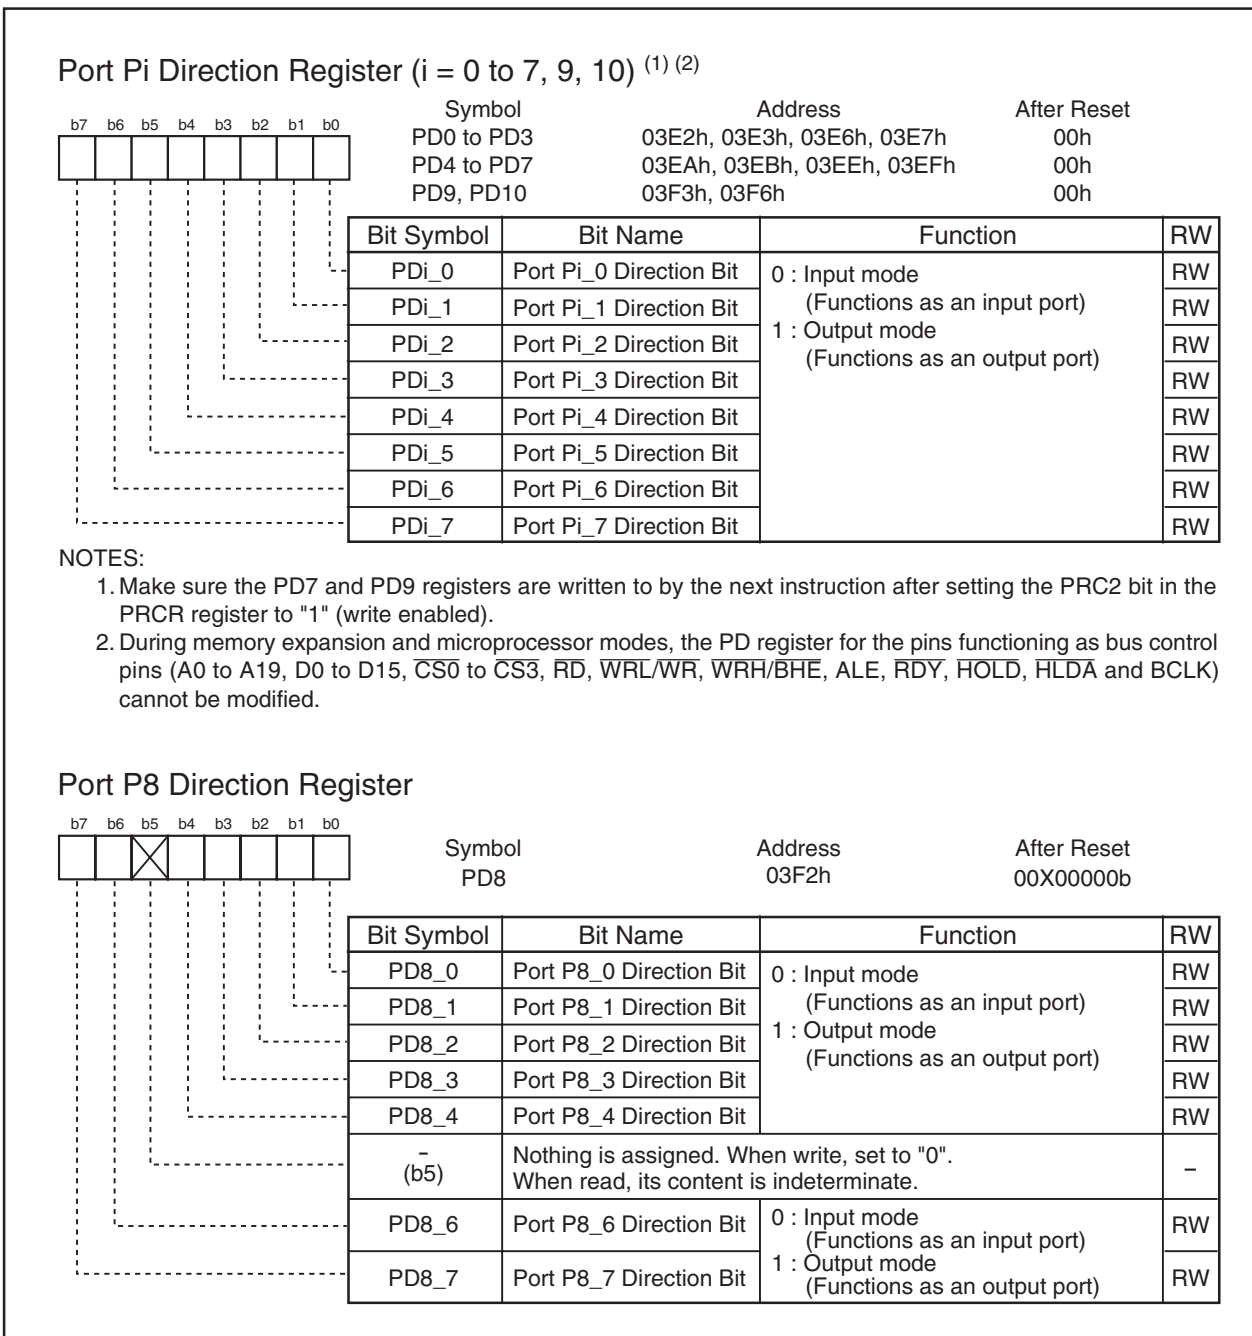 Port Pi Direction Register (i = 0 to 7, 9, 10) (1) (2)
b7 b6 b5 b4 b3 b2 b1 b0
Symbol Address After Reset
PD0 to PD3 03E2h, 03E3h, 03E6h, 03E7h 00h
PD4 to PD7 03EAh, 03EBh, 03EEh, 03EFh 00h
PD9, PD10 03F3h, 03F6h 00h
Bit Symbol Bit Name Function RW
PDi_0 Port Pi_0 Direction Bit 0 : Input mode RW
(Functions as an input port)
PDi_1 Port Pi_1 Direction Bit RW
1 : Output mode
PDi_2 Port Pi_2 Direction Bit RW
(Functions as an output port)
PDi_3 Port Pi_3 Direction Bit RW
PDi_4 Port Pi_4 Direction Bit RW
PDi_5 Port Pi_5 Direction Bit RW
PDi_6 Port Pi_6 Direction Bit RW
PDi_7 Port Pi_7 Direction Bit RW
NOTES:
1. Make sure the PD7 and PD9 registers are written to by the next instruction after setting the PRC2 bit in the
PRCR register to "1" (write enabled).
2. During memory expansion and microprocessor modes, the PD register for the pins functioning as bus control
pins (A0 to A19, D0 to D15, CS0 to CS3, RD, WRL/WR, WRH/BHE, ALE, RDY, HOLD, HLDA and BCLK)
cannot be modified.
Port P8 Direction Register
b7 b6 b5 b4 b3 b2 b1 b0
Symbol Address After Reset
PD8 03F2h 00X00000b
Bit Symbol Bit Name Function RW
PD8_0 Port P8_0 Direction Bit 0 : Input mode RW
(Functions as an input port)
PD8_1 Port P8_1 Direction Bit RW
1 : Output mode
PD8_2 Port P8_2 Direction Bit RW
(Functions as an output port)
PD8_3 Port P8_3 Direction Bit RW
PD8_4 Port P8_4 Direction Bit RW
– (b5) Nothing is assigned. When write, set to "0". –
When read, its content is indeterminate.
PD8_6 Port P8_6 Direction Bit 0 : Input mode RW
(Functions as an input port)
1 : Output mode
PD8_7 Port P8_7 Direction Bit (Functions as an output port) RW